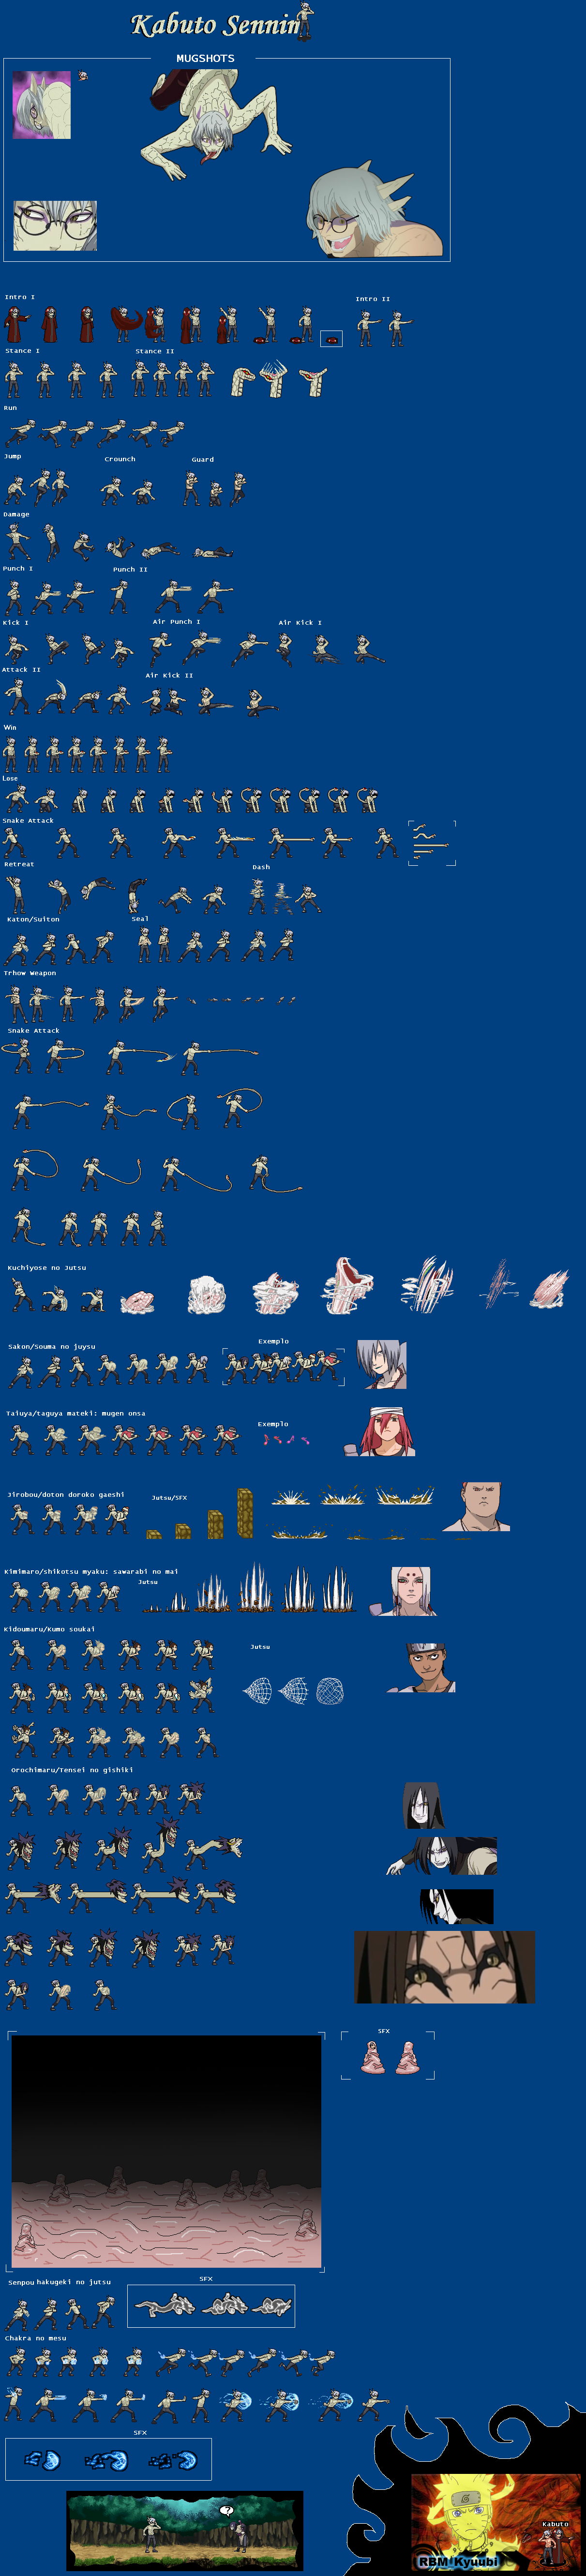 Kabuto Sennin
MUGSHOTS
Intro I
Intro II
Stance I
Stance II
Run
Jump
Crounch
Guard
Damage
Punch I
Punch II
Kick I
Air Punch I
Air Kick I
Attack II
Air Kick II
Win
Lose
Snake Attack
Retreat
Dash
Katon/Suiton
Seal
Trhow Weapon
Snake Attack
Kuchiyose no Jutsu
Sakon/Souma no juysu
Exemplo
Taiuya/taguya mateki: mugen onsa
Exemplo
Jirobou/doton doroko gaeshi
Jutsu/SFX
Kimimaro/shikotsu myaku: sawarabi no mai
Jutsu
Kidoumaru/Kumo soukai
Jutsu
Orochimaru/Tensei no gishiki
SFX
Senpou hakugeki no jutsu
SFX
Chakra no mesu
SFX
?
Kabuto
RBM Kyuubi